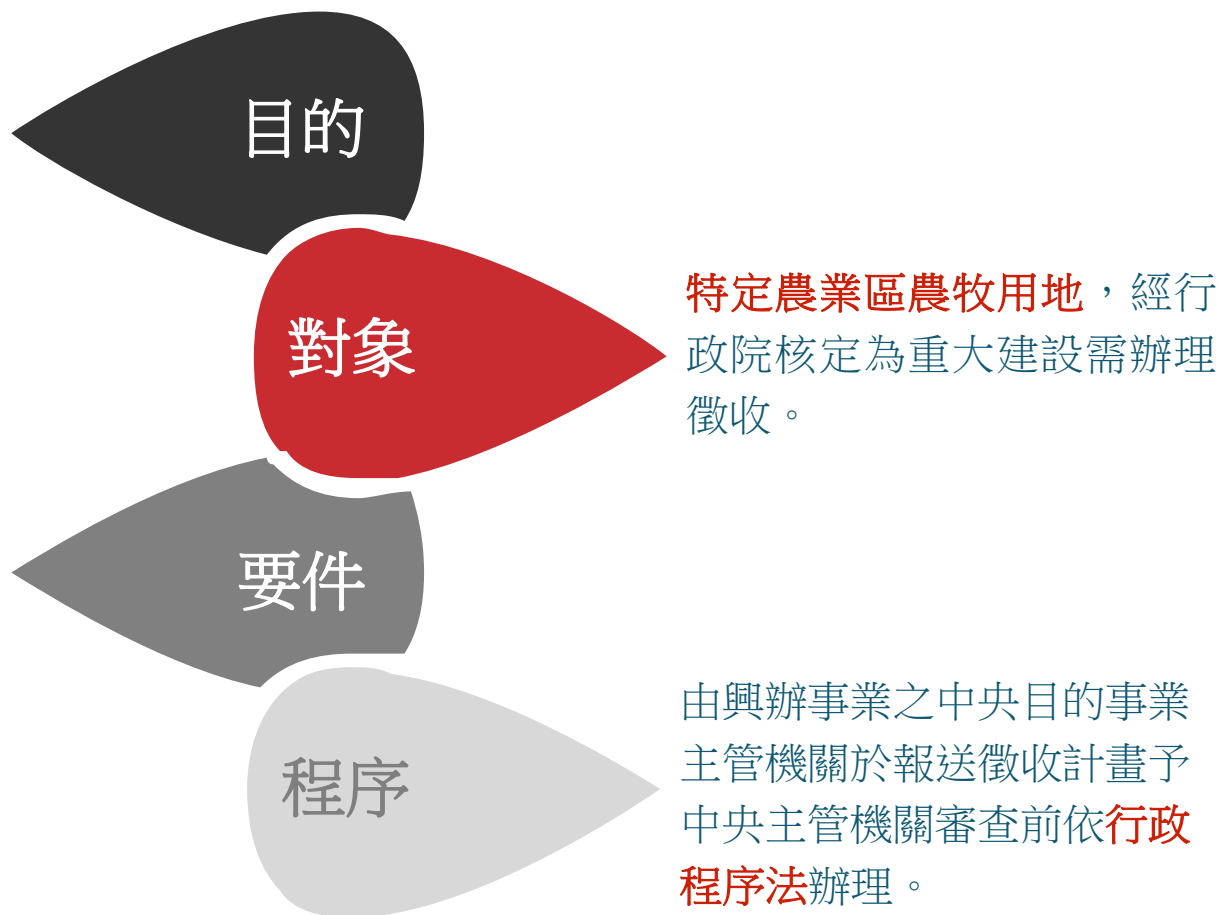 目的
對象
特定農業區農牧用地，經行
政院核定為重大建設需辦理
徵收。
要件
程序
由興辦事業之中央目的事業
主管機關於報送徵收計畫予
中央主管機關審查前依行政
程序法辦理。